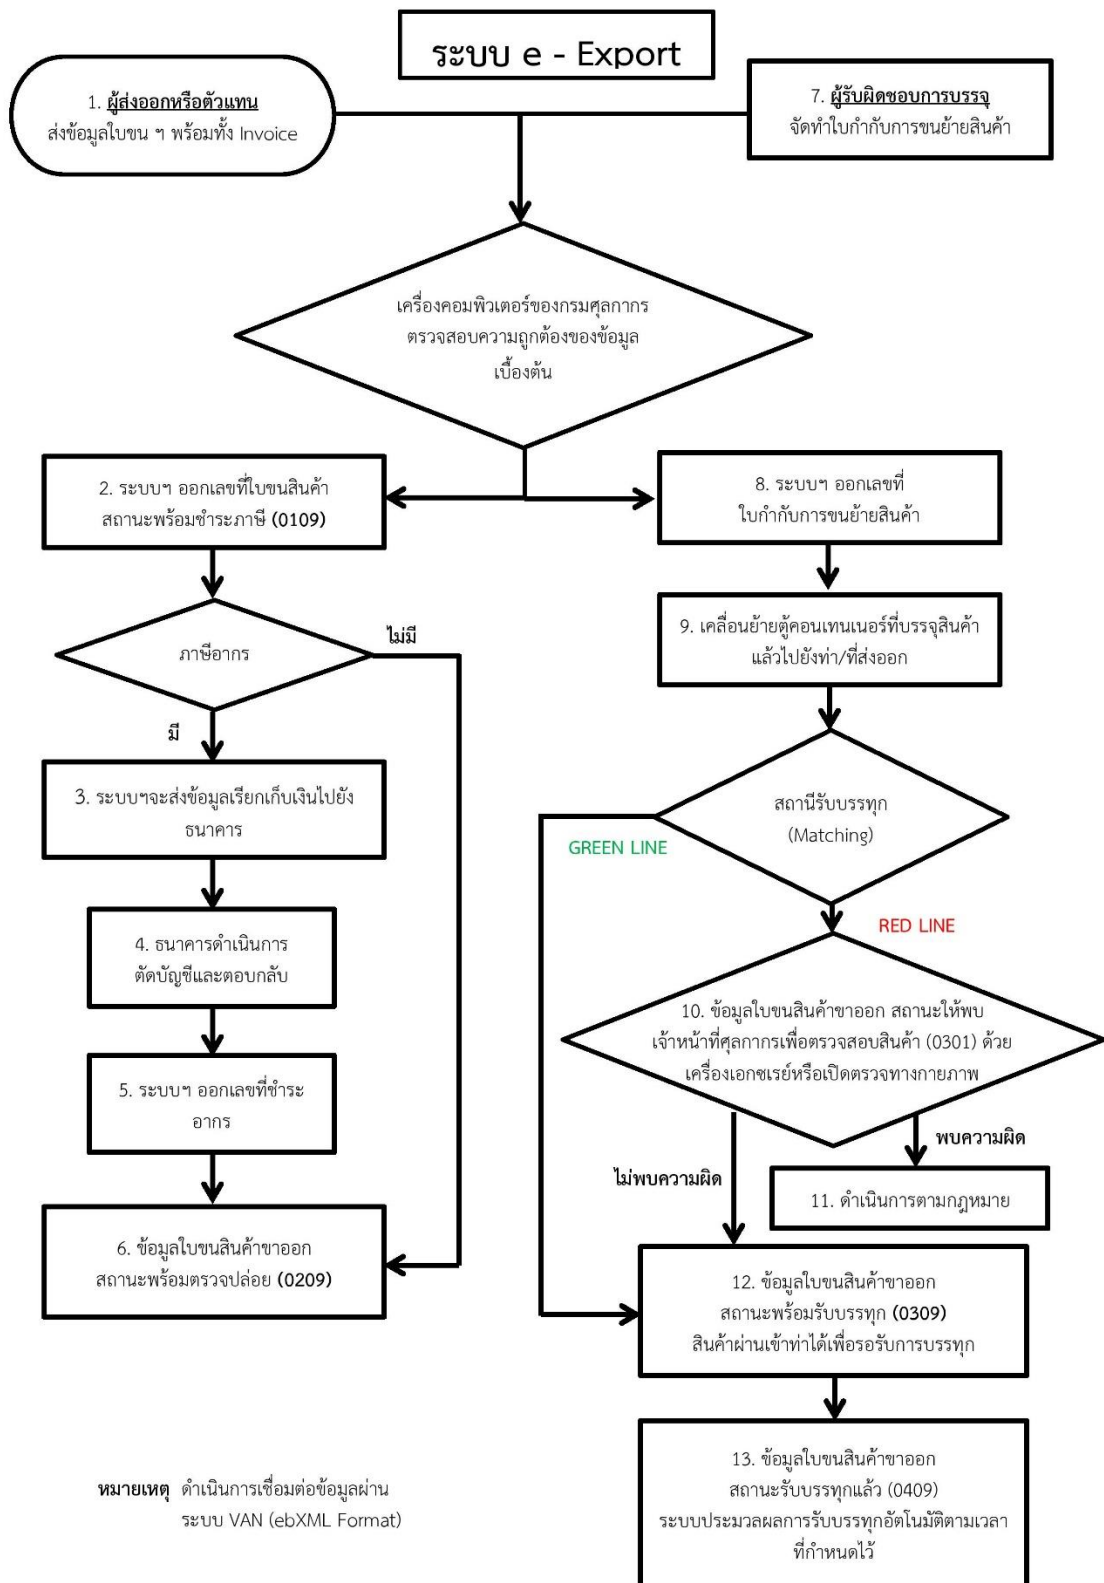 ระบบ e - Export
1. ผู้ส่งออกหรือตัวแทน
ส่งข้อมูลใบขน ฯ พร้อมทั้ง Invoice
7. ผู้รับผิดชอบการบรรจุ
จัดทำใบกำกับการขนย้ายสินค้า
เครื่องคอมพิวเตอร์ของกรมศุลกากร
ตรวจสอบความถูกต้องของข้อมูล
เบื้องต้น
2. ระบบฯ ออกเลขที่ใบขนสินค้า
สถานะพร้อมชำระภาษี (0109)
8. ระบบฯ ออกเลขที่
ใบกำกับการขนย้ายสินค้า
ภาษีอากร
ไม่มี
มี
9. เคลื่อนย้ายตู้คอนเทนเนอร์ที่บรรจุสินค้า
แล้วไปยังท่า/ที่ส่งออก
3. ระบบฯจะส่งข้อมูลเรียกเก็บเงินไปยัง
ธนาคาร
สถานีรับบรรทุก
(Matching)
GREEN LINE
RED LINE
4. ธนาคารดำเนินการ
ตัดบัญชีและตอบกลับ
10. ข้อมูลใบขนสินค้าขาออก สถานะให้พบ
เจ้าหน้าที่ศุลกากรเพื่อตรวจสอบสินค้า (0301) ด้วย
เครื่องเอกซเรย์หรือเปิดตรวจทางกายภาพ
5. ระบบฯ ออกเลขที่ชำระ
อากร
พบความผิด
ไม่พบความผิด
11. ดำเนินการตามกฎหมาย
6. ข้อมูลใบขนสินค้าขาออก
สถานะพร้อมตรวจปล่อย (0209)
12. ข้อมูลใบขนสินค้าขาออก
สถานะพร้อมรับบรรทุก (0309)
สินค้าผ่านเข้าท่าได้เพื่อรอรับการบรรทุก
13. ข้อมูลใบขนสินค้าขาออก
สถานะรับบรรทุกแล้ว (0409)
ระบบประมวลผลการรับบรรทุกอัตโนมัติตามเวลา
ที่กำหนดไว้
หมายเหตุ ดำเนินการเชื่อมต่อข้อมูลผ่าน
ระบบ VAN (ebXML Format)